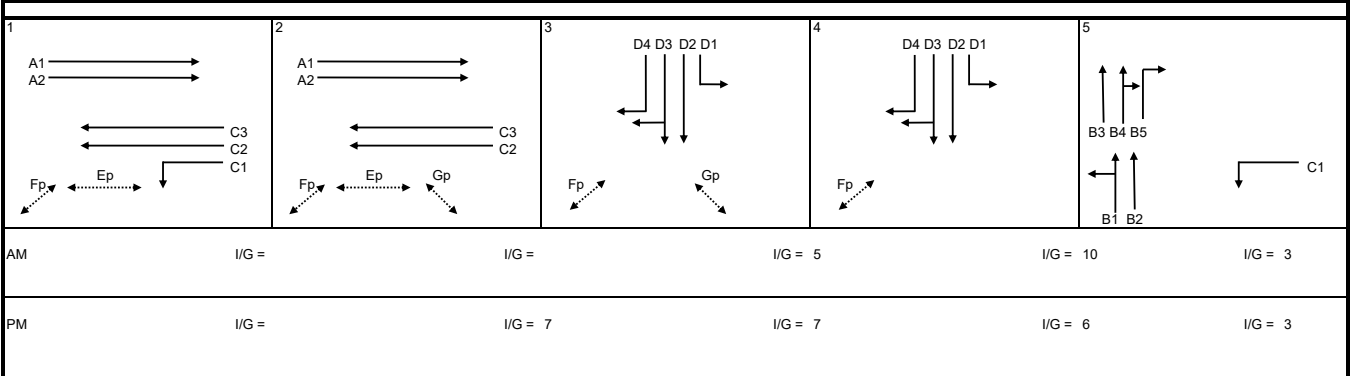 1 2 3 4 5
A1 A1 D4 D3 D2 D1 D4 D3 D2 D1
A2 A2
C3 C3 B3 B4 B5
C2 C2
C1 C1
Fp Ep Fp Ep Gp Fp Gp Fp
B1 B2
AM I/G = I/G = I/G = 5 I/G = 10 I/G = 3
PM I/G = I/G = 7 I/G = 7 I/G = 6 I/G = 3